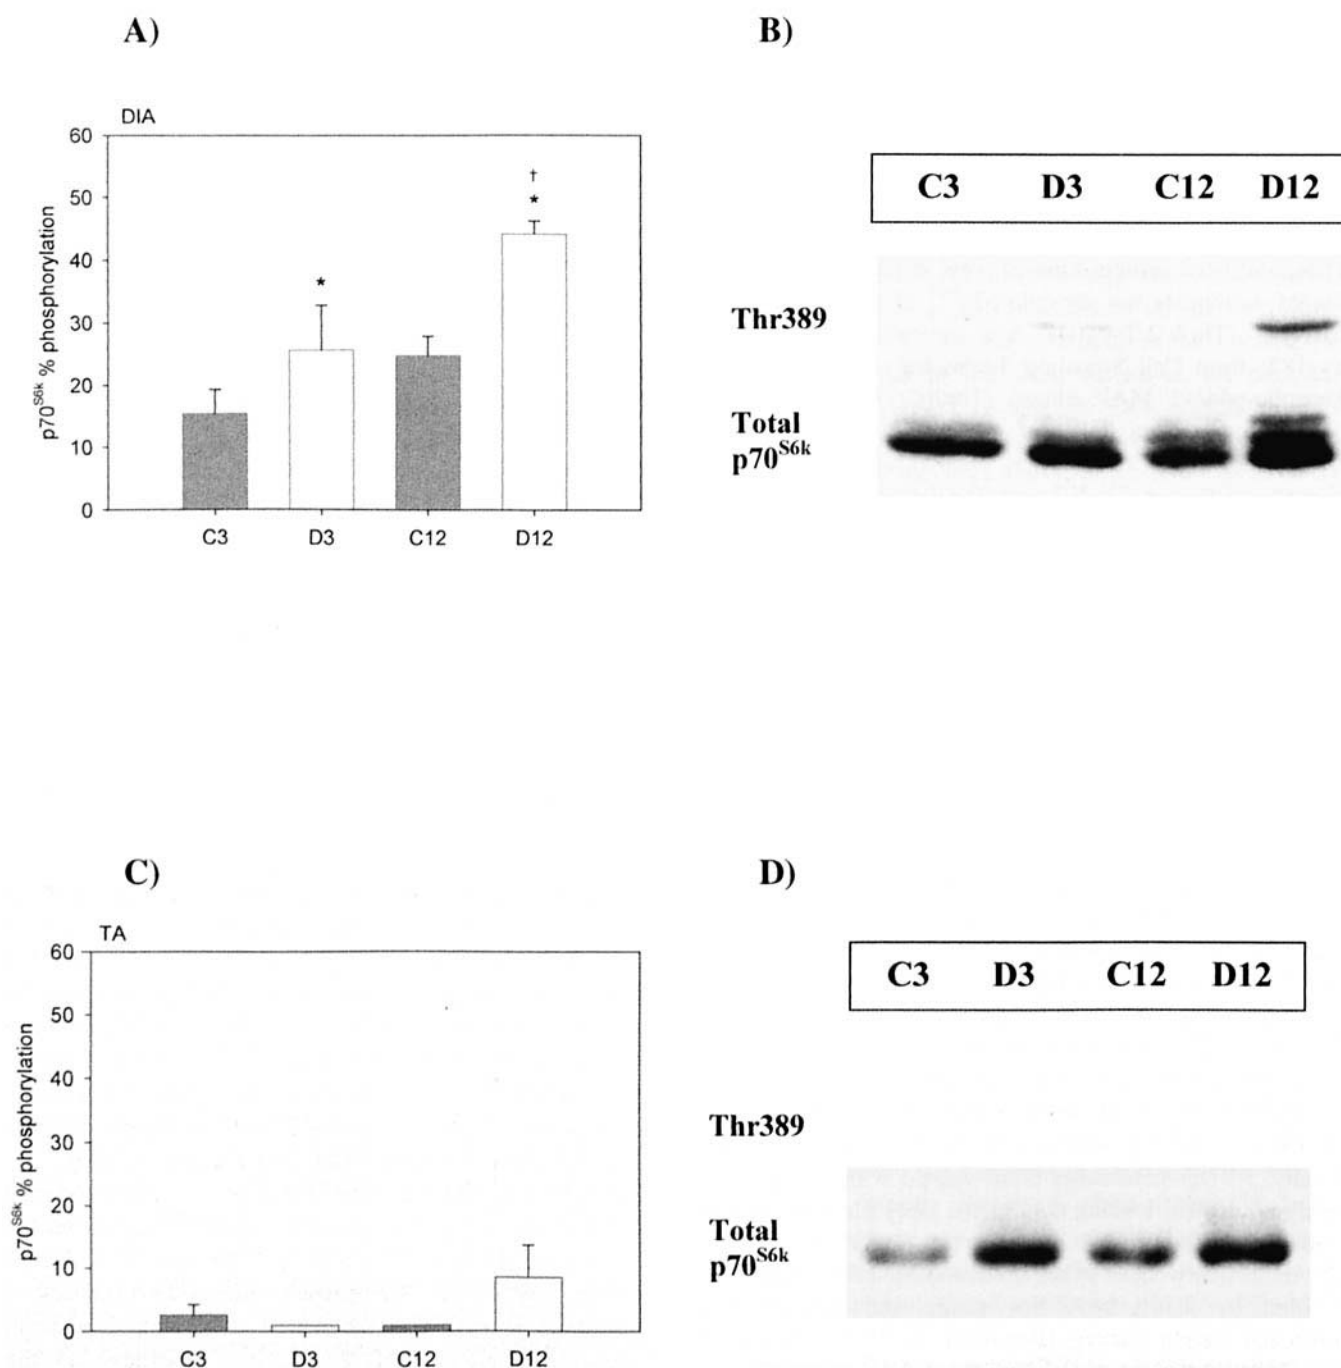 A)
DIA
p70S6k % phosphorylation
60
50
40
30
20
10
0
†
*
*
C3 D3 C12 D12
B)
C3 D3 C12 D12
Thr389
Total
p70S6k
C)
TA
p70S6k % phosphorylation
60
50
40
30
20
10
0
C3 D3 C12 D12
D)
C3 D3 C12 D12
Thr389
Total
p70S6k